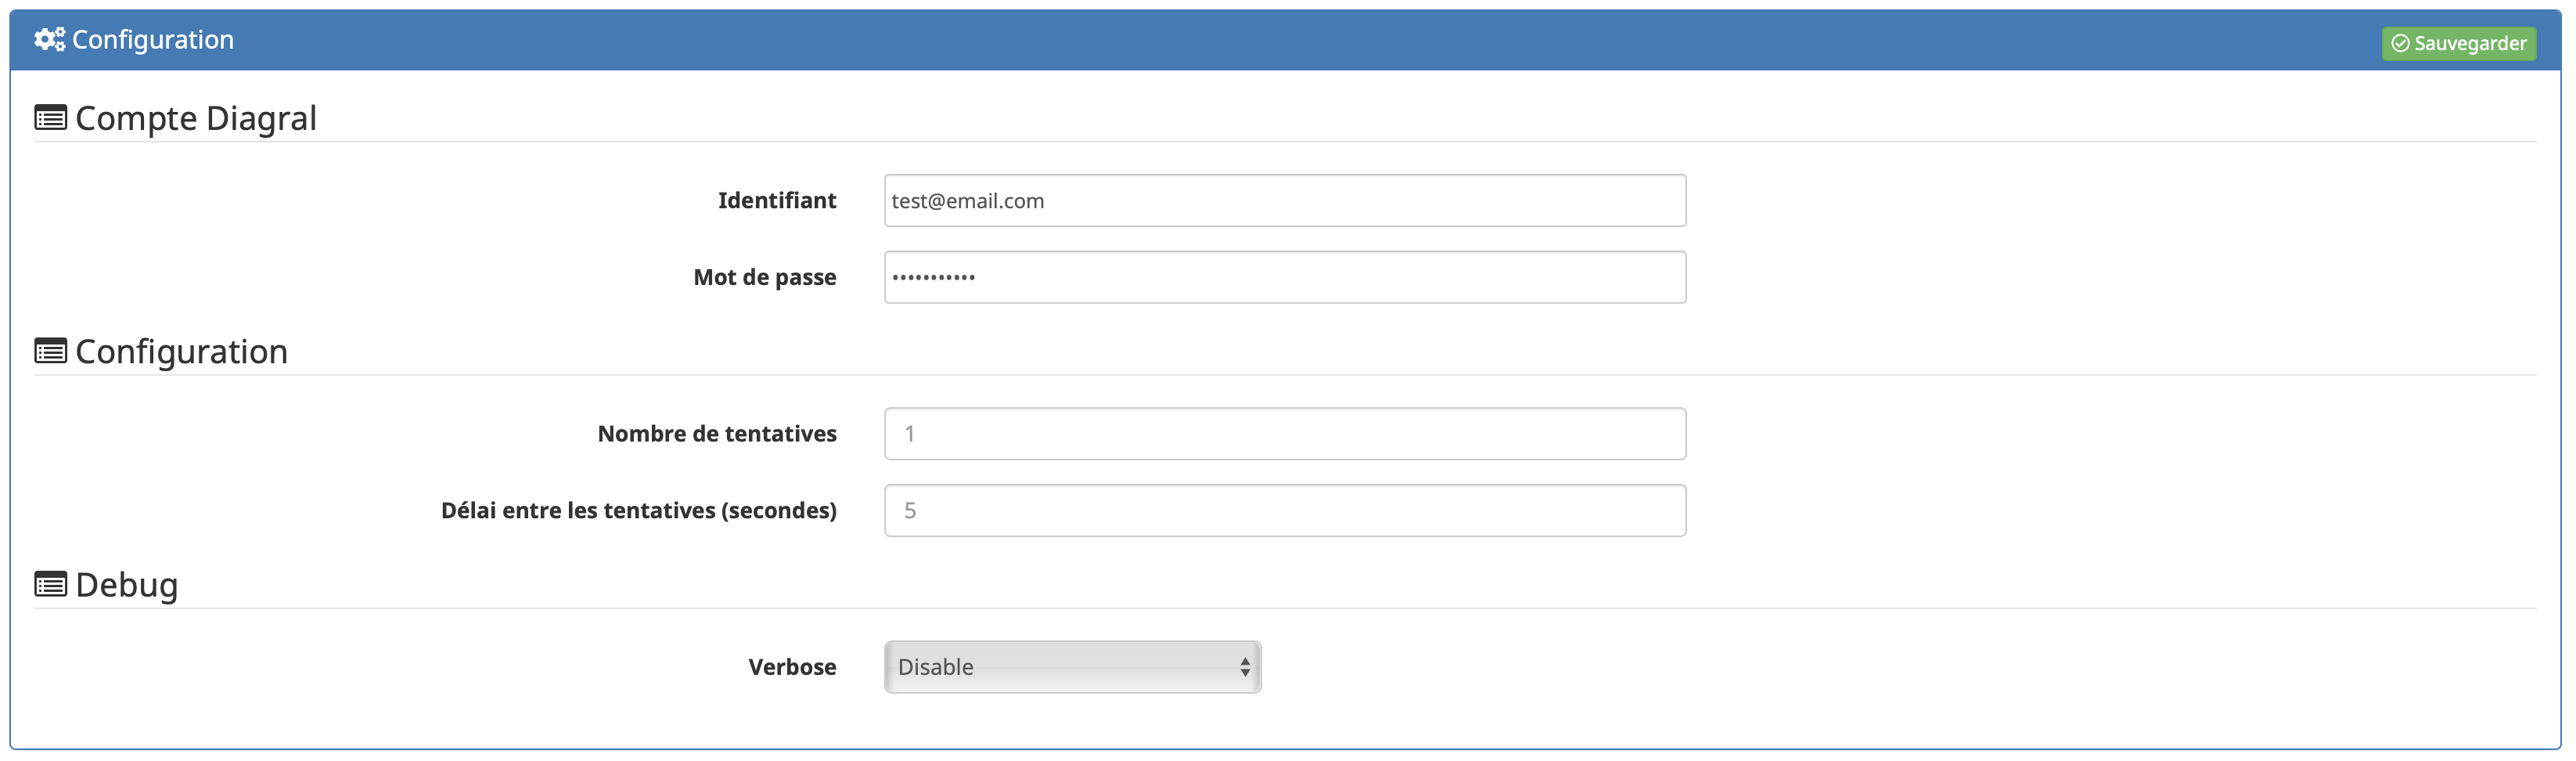 Configuration
Sauvegarder
Compte Diagral
Identifiant
test@email.com
Mot de passe
•••••••••••
Configuration
Nombre de tentatives
1
Délai entre les tentatives (secondes)
5
Debug
Verbose
Disable